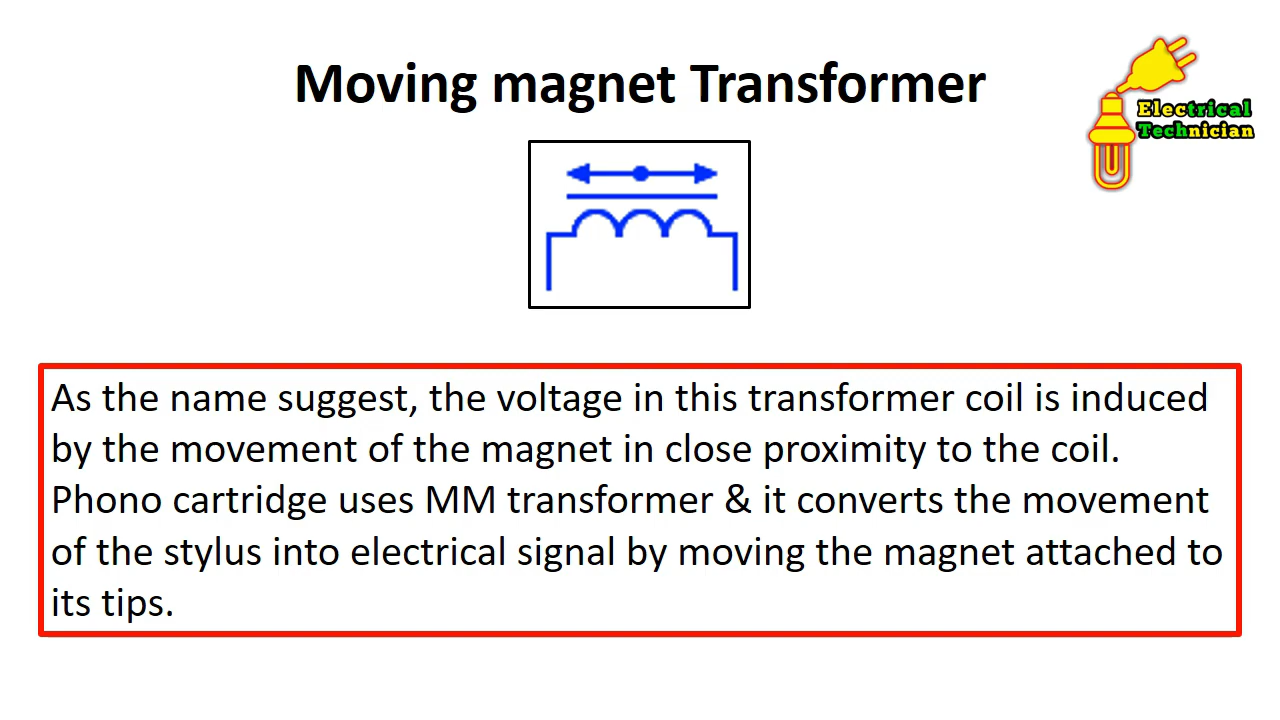 Moving magnet Transformer
Electrical
Technician
As the name suggest, the voltage in this transformer coil is induced
by the movement of the magnet in close proximity to the coil.
Phono cartridge uses MM transformer & it converts the movement
of the stylus into electrical signal by moving the magnet attached to
its tips.